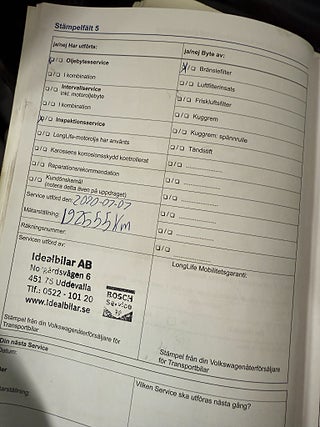 Stämpelfält 5
ja/nej Har utförts:
ja/nej Byte av:
Oljebytesservice
Bränslefilter
I kombination
Luftfilterinsats
Intervallservice
inkl. motoroljebyte
Friskluftsfilter
I kombination
Kuggrem
Inspektionsservice
Kuggrem: spännrulle
LongLife-motorolja har använts
Tändstift
Karossens korrosionsskydd kontrollerat
Reparationsrekommendation
Kundönskemål
(notera detta även på uppdraget)
Service utförd den: 2020-07-07
Mätarställning: 192555 Km
Räkningsnummer:
Servicen utförd av:
LongLife Mobilitetsgaranti:
Idealbilar AB
gårdsvägen 6
451 75 Uddevalla
Tlf.: 0522 - 101 20
www.idealbilar.se
BOSCH
Service
Stämpel från din Volkswagenåterförsäljare för
Transportbilar
Stämpel från din Volkswagenåterförsäljare
för Transportbilar
Din nästa Service
Datum:
Vilken Service ska utföras nästa gång?